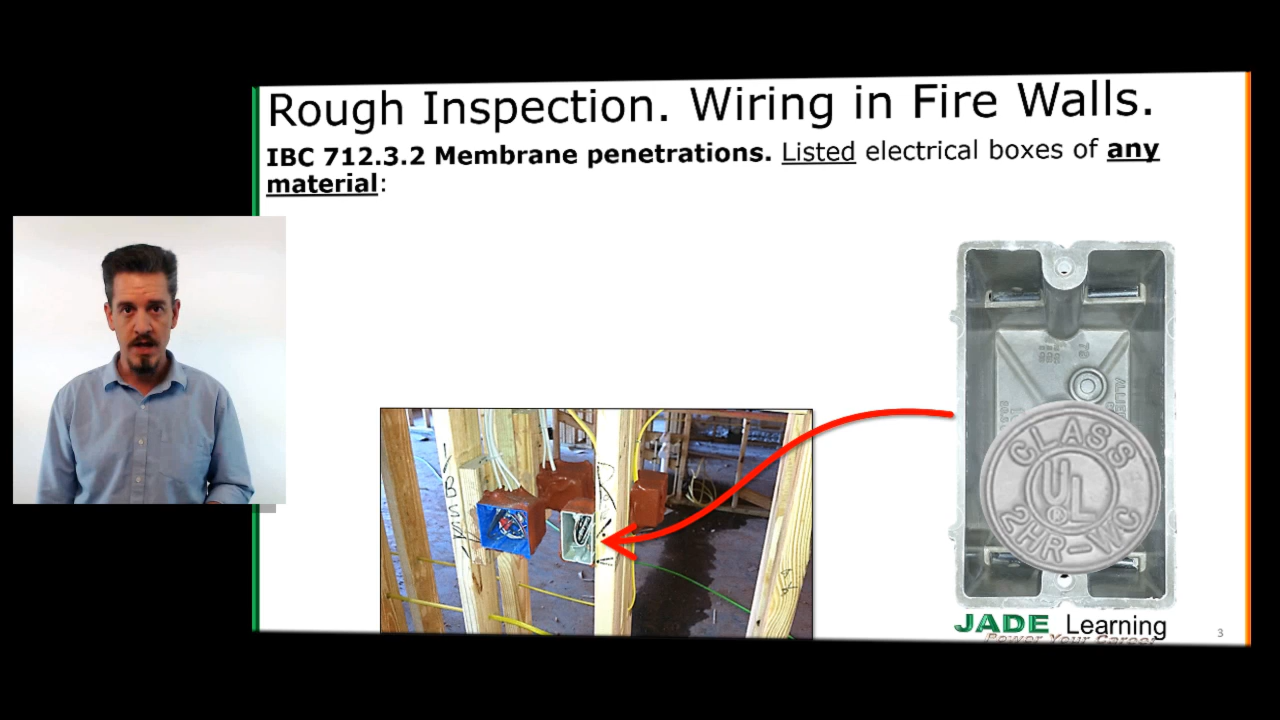 Rough Inspection. Wiring in Fire Walls.
IBC 712.3.2 Membrane penetrations. Listed electrical boxes of any
material:
CLASS
UL
®
2HR-WC
JADE Learning
Power Your Career
3